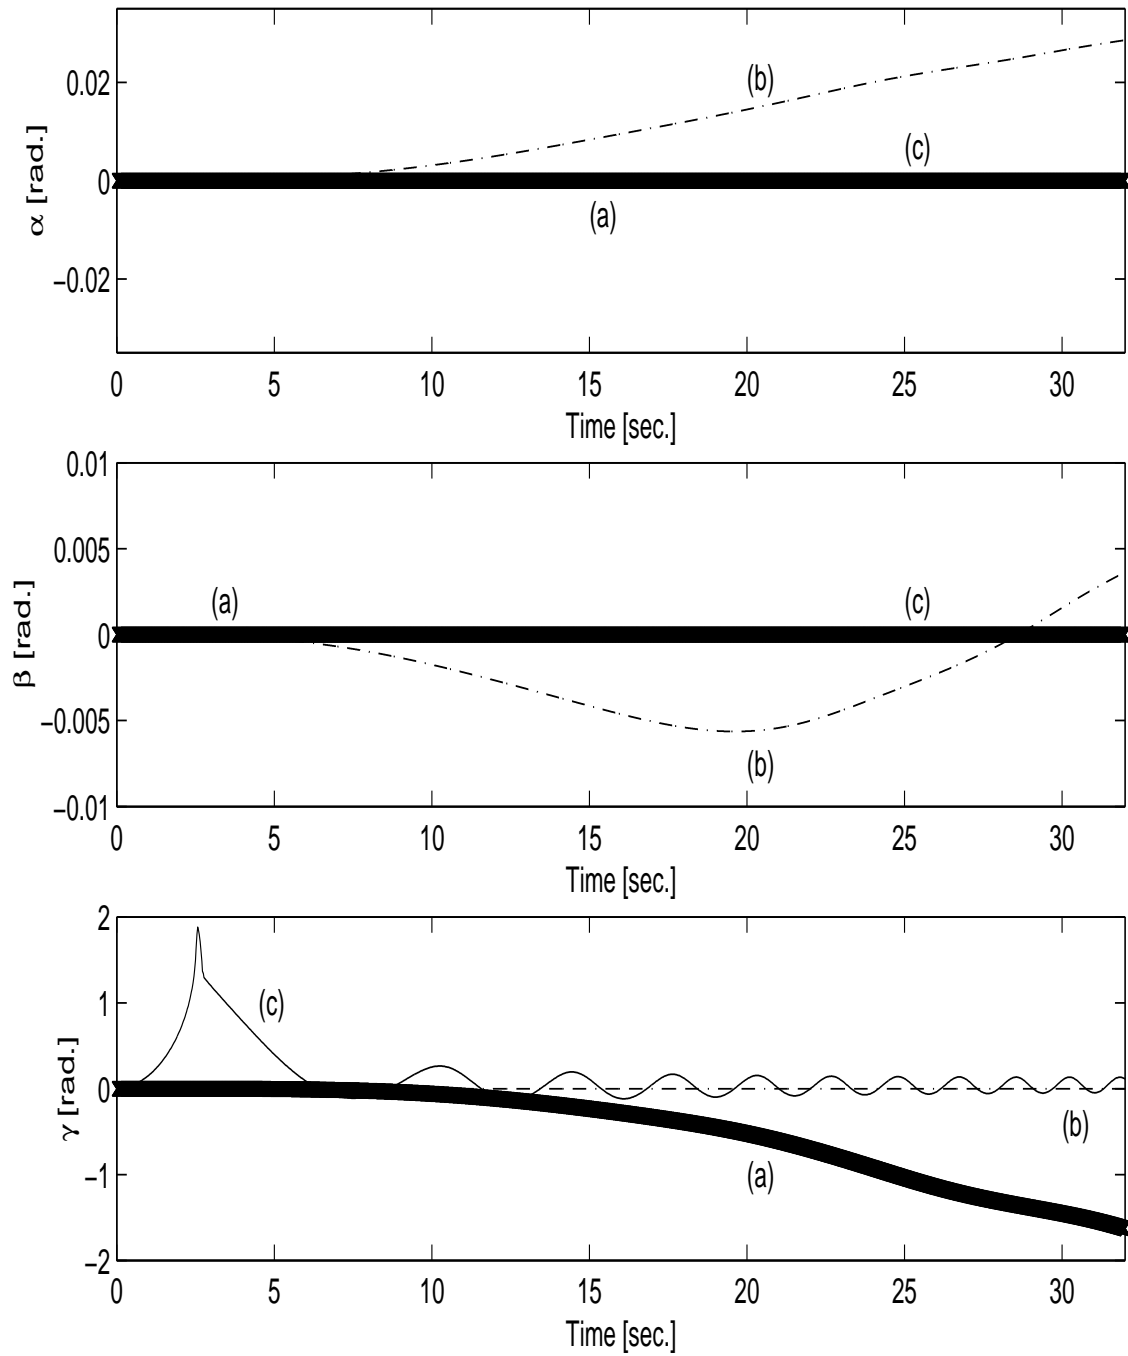 0.02
(b)
(c)
α [rad.]
0
(a)
−0.02
0 5 10 15 20 25 30
Time [sec.]
0.01
0.005
(a)
(c)
β [rad.]
0
−0.005
(b)
−0.01
0 5 10 15 20 25 30
Time [sec.]
2
1
(c)
γ [rad.]
0
(b)
−1
(a)
−2
0 5 10 15 20 25 30
Time [sec.]